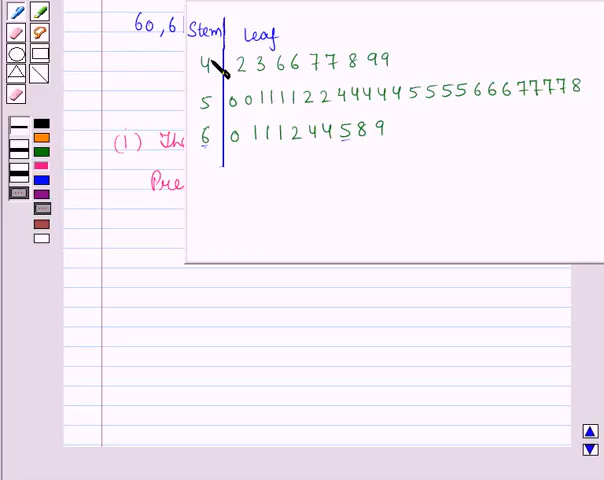 60, 6
Stem Leaf
4 2 3 6 6 7 7 8 9 9
5 0 0 1 1 1 1 2 2 4 4 4 4 4 5 5 5 5 6 6 6 7 7 7 7 8
6 0 1 1 1 2 4 4 5 8 9
(i) The
Pre